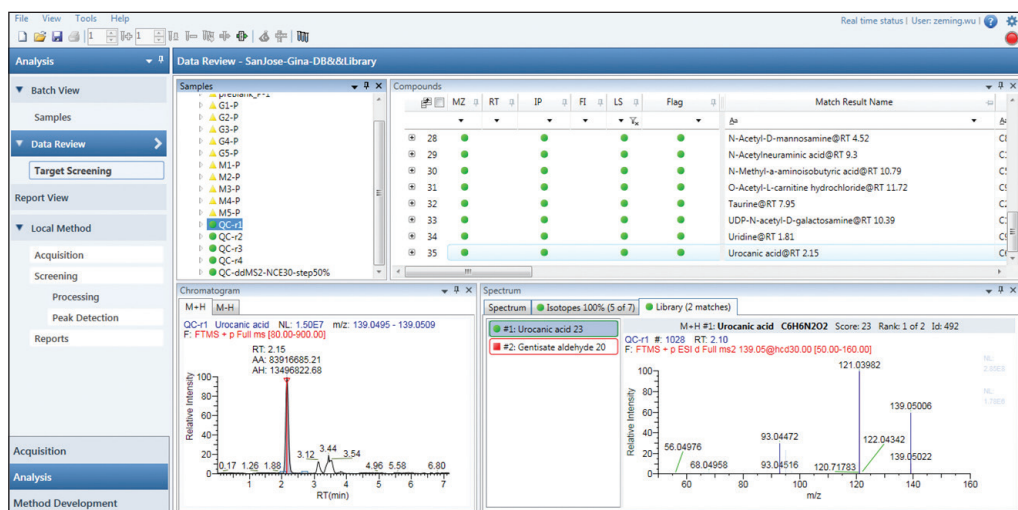 File View Tools Help
Real time status | User: zeming.wu
1 1
Analysis
Data Review - SanJose-Gina-DB&&Library
Batch View
Samples
Data Review
Target Screening
Report View
Local Method
Acquisition
Screening
Processing
Peak Detection
Reports
Acquisition
Analysis
Method Development
Samples
preblank_P-1
G1-P
G2-P
G3-P
G4-P
G5-P
M1-P
M2-P
M3-P
M4-P
M5-P
QC-r1
QC-r2
QC-r3
QC-r4
QC-ddMS2-NCE30-step50%
Compounds
MZ RT IP FI LS Flag Match Result Name
Aa
28 N-Acetyl-D-mannosamine@RT 4.52
29 N-Acetylneuraminic acid@RT 9.3
30 N-Methyl-a-aminoisobutyric acid@RT 10.79
31 O-Acetyl-L-carnitine hydrochloride@RT 11.72
32 Taurine@RT 7.95
33 UDP-N-acetyl-D-galactosamine@RT 10.39
34 Uridine@RT 1.81
35 Urocanic acid@RT 2.15
Chromatogram
M+H M-H
QC-r1 Urocanic acid NL: 1.50E7 m/z: 139.0495 - 139.0509
F: FTMS + p Full ms [80.00-900.00]
RT: 2.15
AA: 83916685.21
AH: 13496822.68
Relative Intensity
100
80
60
40
20
0
0.17 1.26 1.88 3.12 3.44 3.54 4.96 5.58 6.80
0 1 2 3 4 5 6 7
RT(min)
Spectrum
Spectrum Isotopes 100% (5 of 7) Library (2 matches)
#1: Urocanic acid 23
#2: Gentisate aldehyde 20
M+H #1: Urocanic acid C6H6N2O2 Score: 23 Rank: 1 of 2 Id: 492
QC-r1 #: 1028 RT: 2.10
F: FTMS + p ESI d Full ms2 139.05@hcd30.00 [50.00-160.00]
NL:
NL:
Relative Intensity
100
80
60
40
20
0
121.03982
139.05006
93.04472
122.04342
56.04976
139.05022
68.04958
93.04516
120.71783
60 80 100 120 140 160
m/z